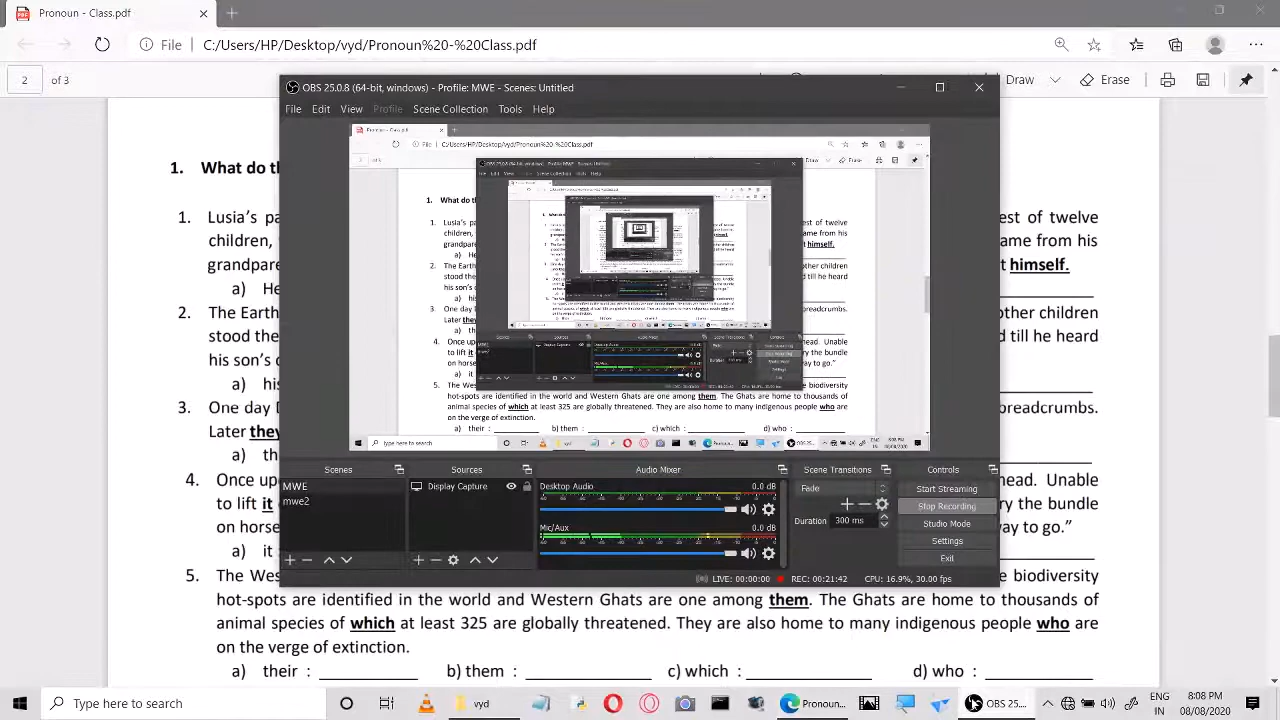 Pronoun - Class.pdf
File | C:/Users/HP/Desktop/vyd/Pronoun%20-%20Class.pdf
2 of 3
Draw
Erase
OBS 25.0.8 (64-bit, windows) - Profile: MWE - Scenes: Untitled
File Edit View Profile Scene Collection Tools Help
1. What do th
1. Lusia's pa
est of twelve
children,
ame from his
grandpare
t himself.
a) He
2. The Earth
other children
stood the
d till he heard
his son's c
a) his
3. One day D
breadcrumbs.
Later they
a) th
4. Once upo
head. Unable
to lift it
ry the bundle
on horse
way to go."
a) it
5. The Wes
e biodiversity
hot-spots are identified in the world and Western Ghats are one among them. The Ghats are home to thousands of
animal species of which at least 325 are globally threatened. They are also home to many indigenous people who are
on the verge of extinction.
a) their : b) them : c) which : d) who :
Scenes
MWE
mwe2
Sources
Display Capture
Audio Mixer
Desktop Audio 0.0 dB
Mic/Aux 0.0 dB
Scene Transitions
Fade
Duration 300 ms
Controls
Start Streaming
Stop Recording
Studio Mode
Settings
Exit
LIVE: 00:00:00 REC: 00:21:42 CPU: 16.9%, 30.00 fps
Type here to search
vyd
Pronoun...
OBS 25....
ENG
IN
8:08 PM
08/08/2020